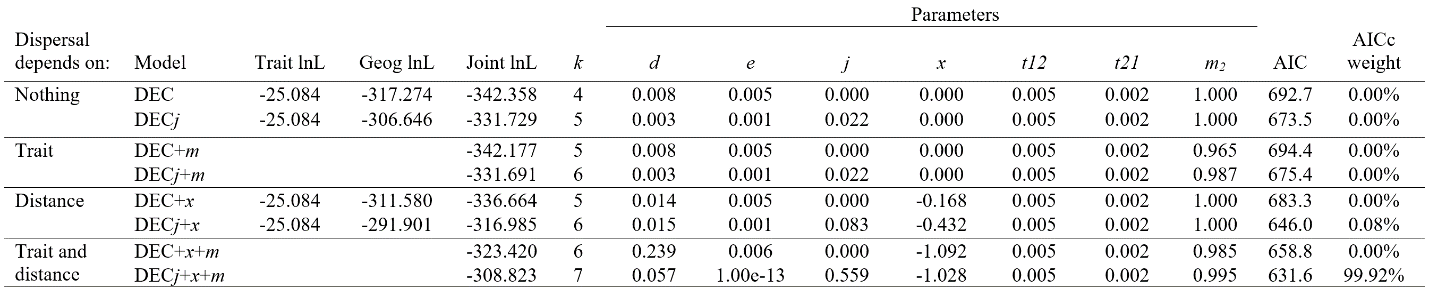 Parameters
Dispersal depends on: Model Trait lnL Geog lnL Joint lnL k d e j x t12 t21 m2 AIC AICc weight
Nothing DEC -25.084 -317.274 -342.358 4 0.008 0.005 0.000 0.000 0.005 0.002 1.000 692.7 0.00%
DECj -25.084 -306.646 -331.729 5 0.003 0.001 0.022 0.000 0.005 0.002 1.000 673.5 0.00%
Trait DEC+m -342.177 5 0.008 0.005 0.000 0.000 0.005 0.002 0.965 694.4 0.00%
DECj+m -331.691 6 0.003 0.001 0.022 0.000 0.005 0.002 0.987 675.4 0.00%
Distance DEC+x -25.084 -311.580 -336.664 5 0.014 0.005 0.000 -0.168 0.005 0.002 1.000 683.3 0.00%
DECj+x -25.084 -291.901 -316.985 6 0.015 0.001 0.083 -0.432 0.005 0.002 1.000 646.0 0.08%
Trait and DEC+x+m -323.420 6 0.239 0.006 0.000 -1.092 0.005 0.002 0.985 658.8 0.00%
distance DECj+x+m -308.823 7 0.057 1.00e-13 0.559 -1.028 0.005 0.002 0.995 631.6 99.92%